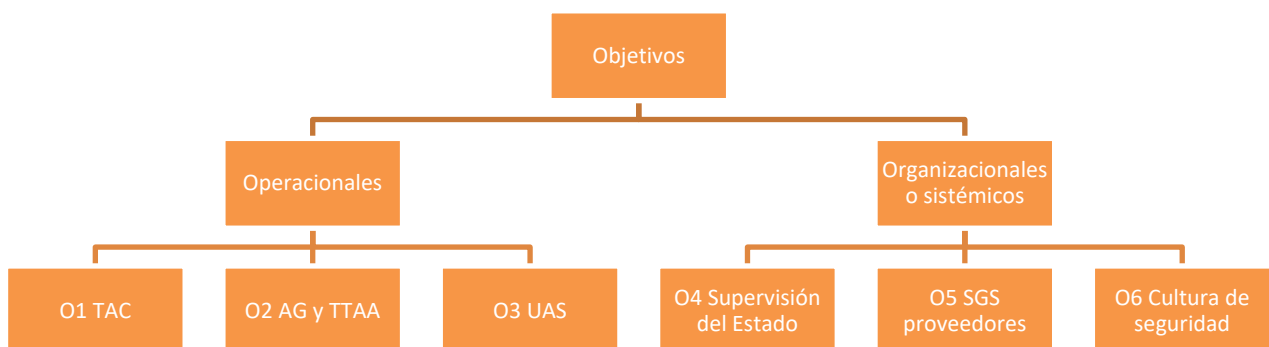 Objetivos
Operacionales
Organizacionales
o sistémicos
O1 TAC
O2 AG y TTAA
O3 UAS
O4 Supervisión
del Estado
O5 SGS
proveedores
O6 Cultura de
seguridad